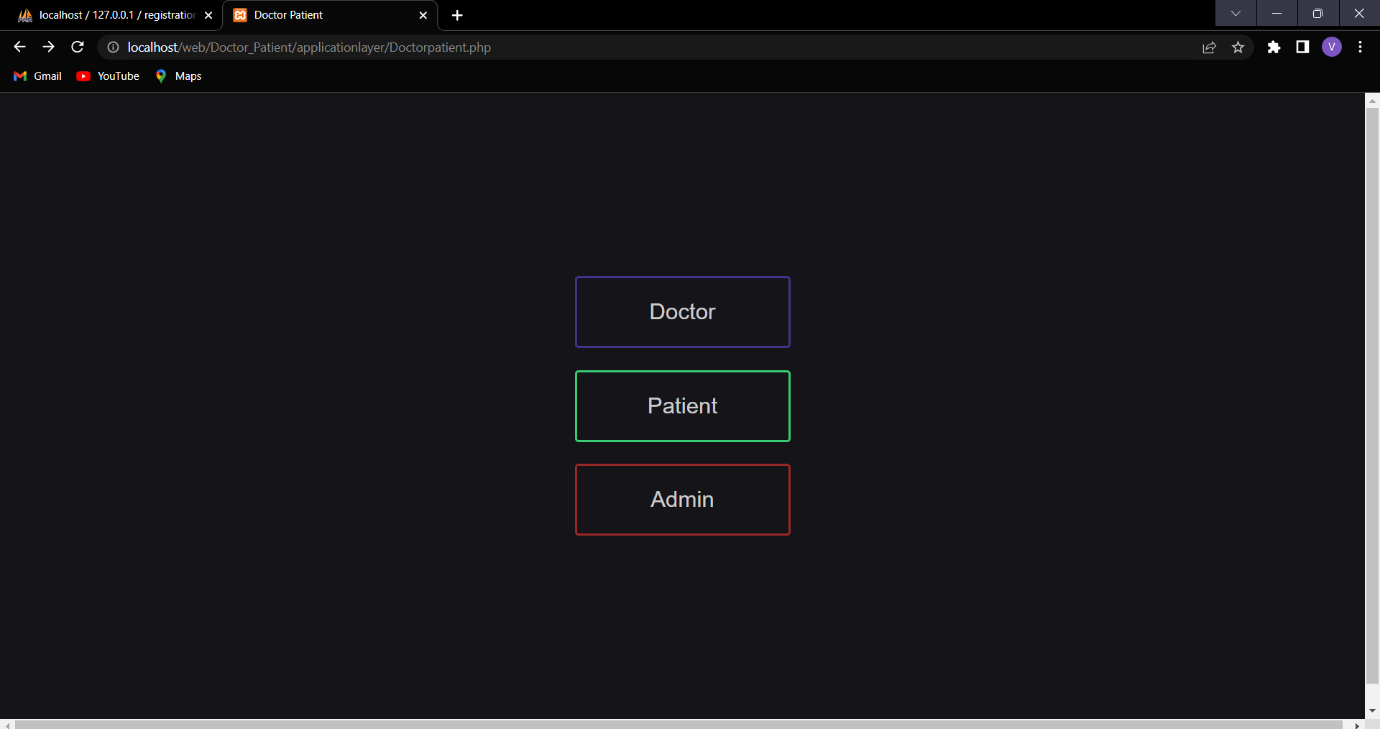 localhost / 127.0.0.1 / registration
Doctor Patient
localhost/web/Doctor_Patient/applicationlayer/Doctorpatient.php
V
Gmail
YouTube
Maps
Doctor
Patient
Admin